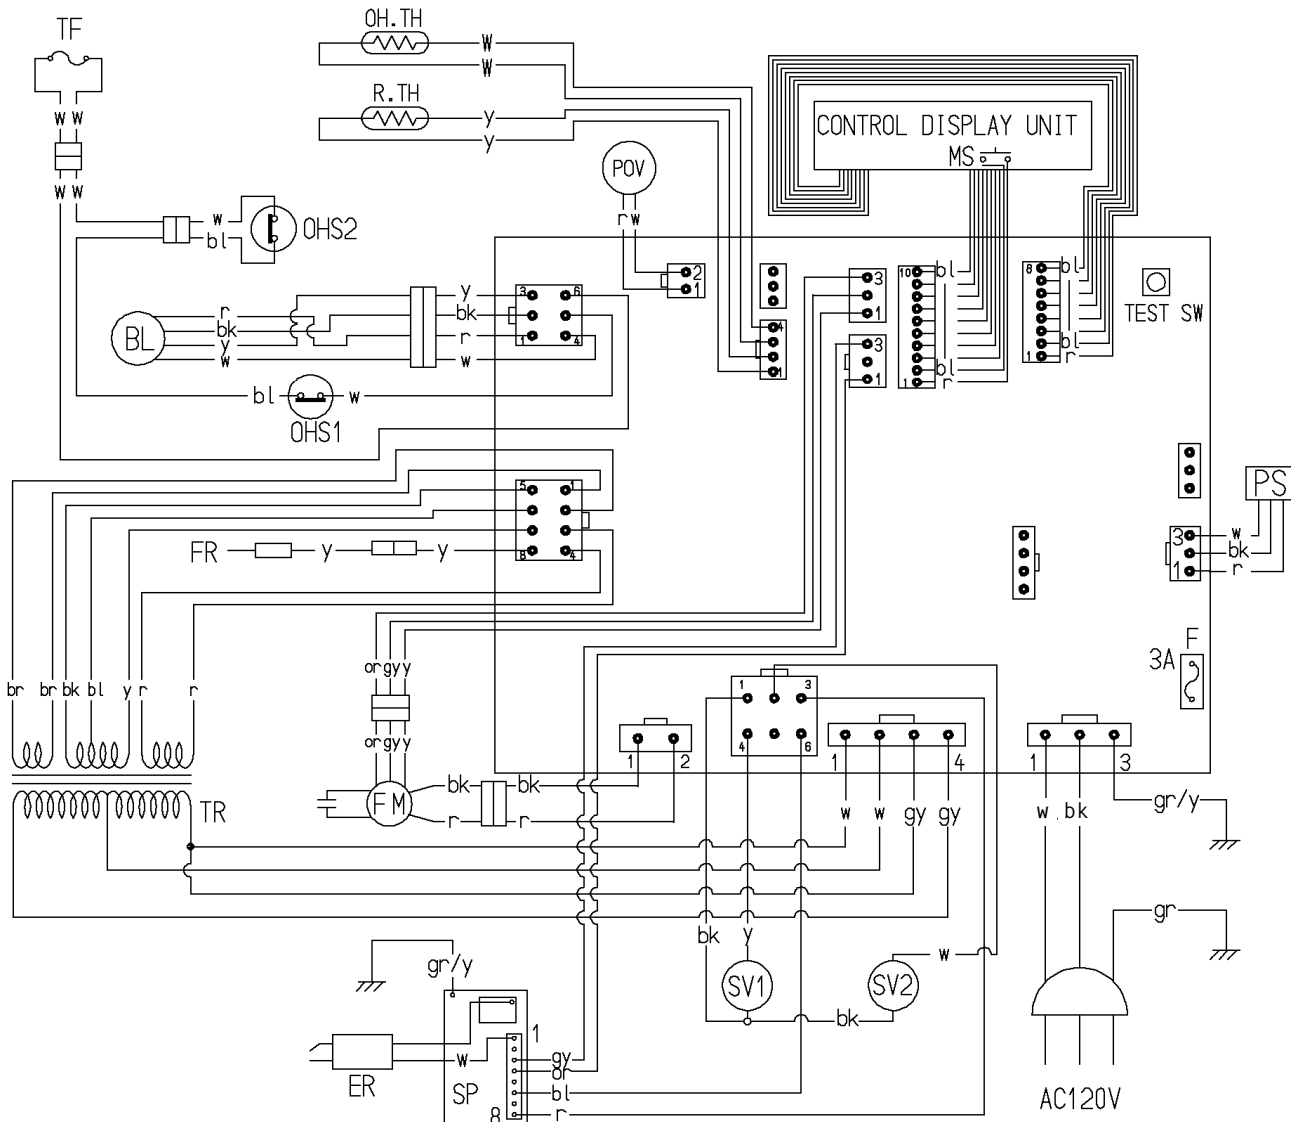 TF
OH.TH
W
W
R.TH
y
y
CONTROL DISPLAY UNIT
MS
W W
W W
POV
r w
w
bl
OHS2
2
1
3
1
10
bl
bl
r
1
8
bl
bl
r
1
TEST SW
4
1
3
1
BL
r
bk
y
w
y
bk
r
w
3
6
1
4
bl
w
OHS1
5
1
8
4
FR
y
y
PS
3
1
w
bk
r
F
3A
br
br
bk
bl
y
r
r
or gy y
or gy y
TR
FM
bk
r
bk
r
1
2
1
3
4
6
1
4
1
3
w
w
gy
gy
w
bk
gr/y
gr
bk
y
w
SV1
SV2
bk
gr/y
ER
w
SP
1
8
gy
or
bl
r
AC120V